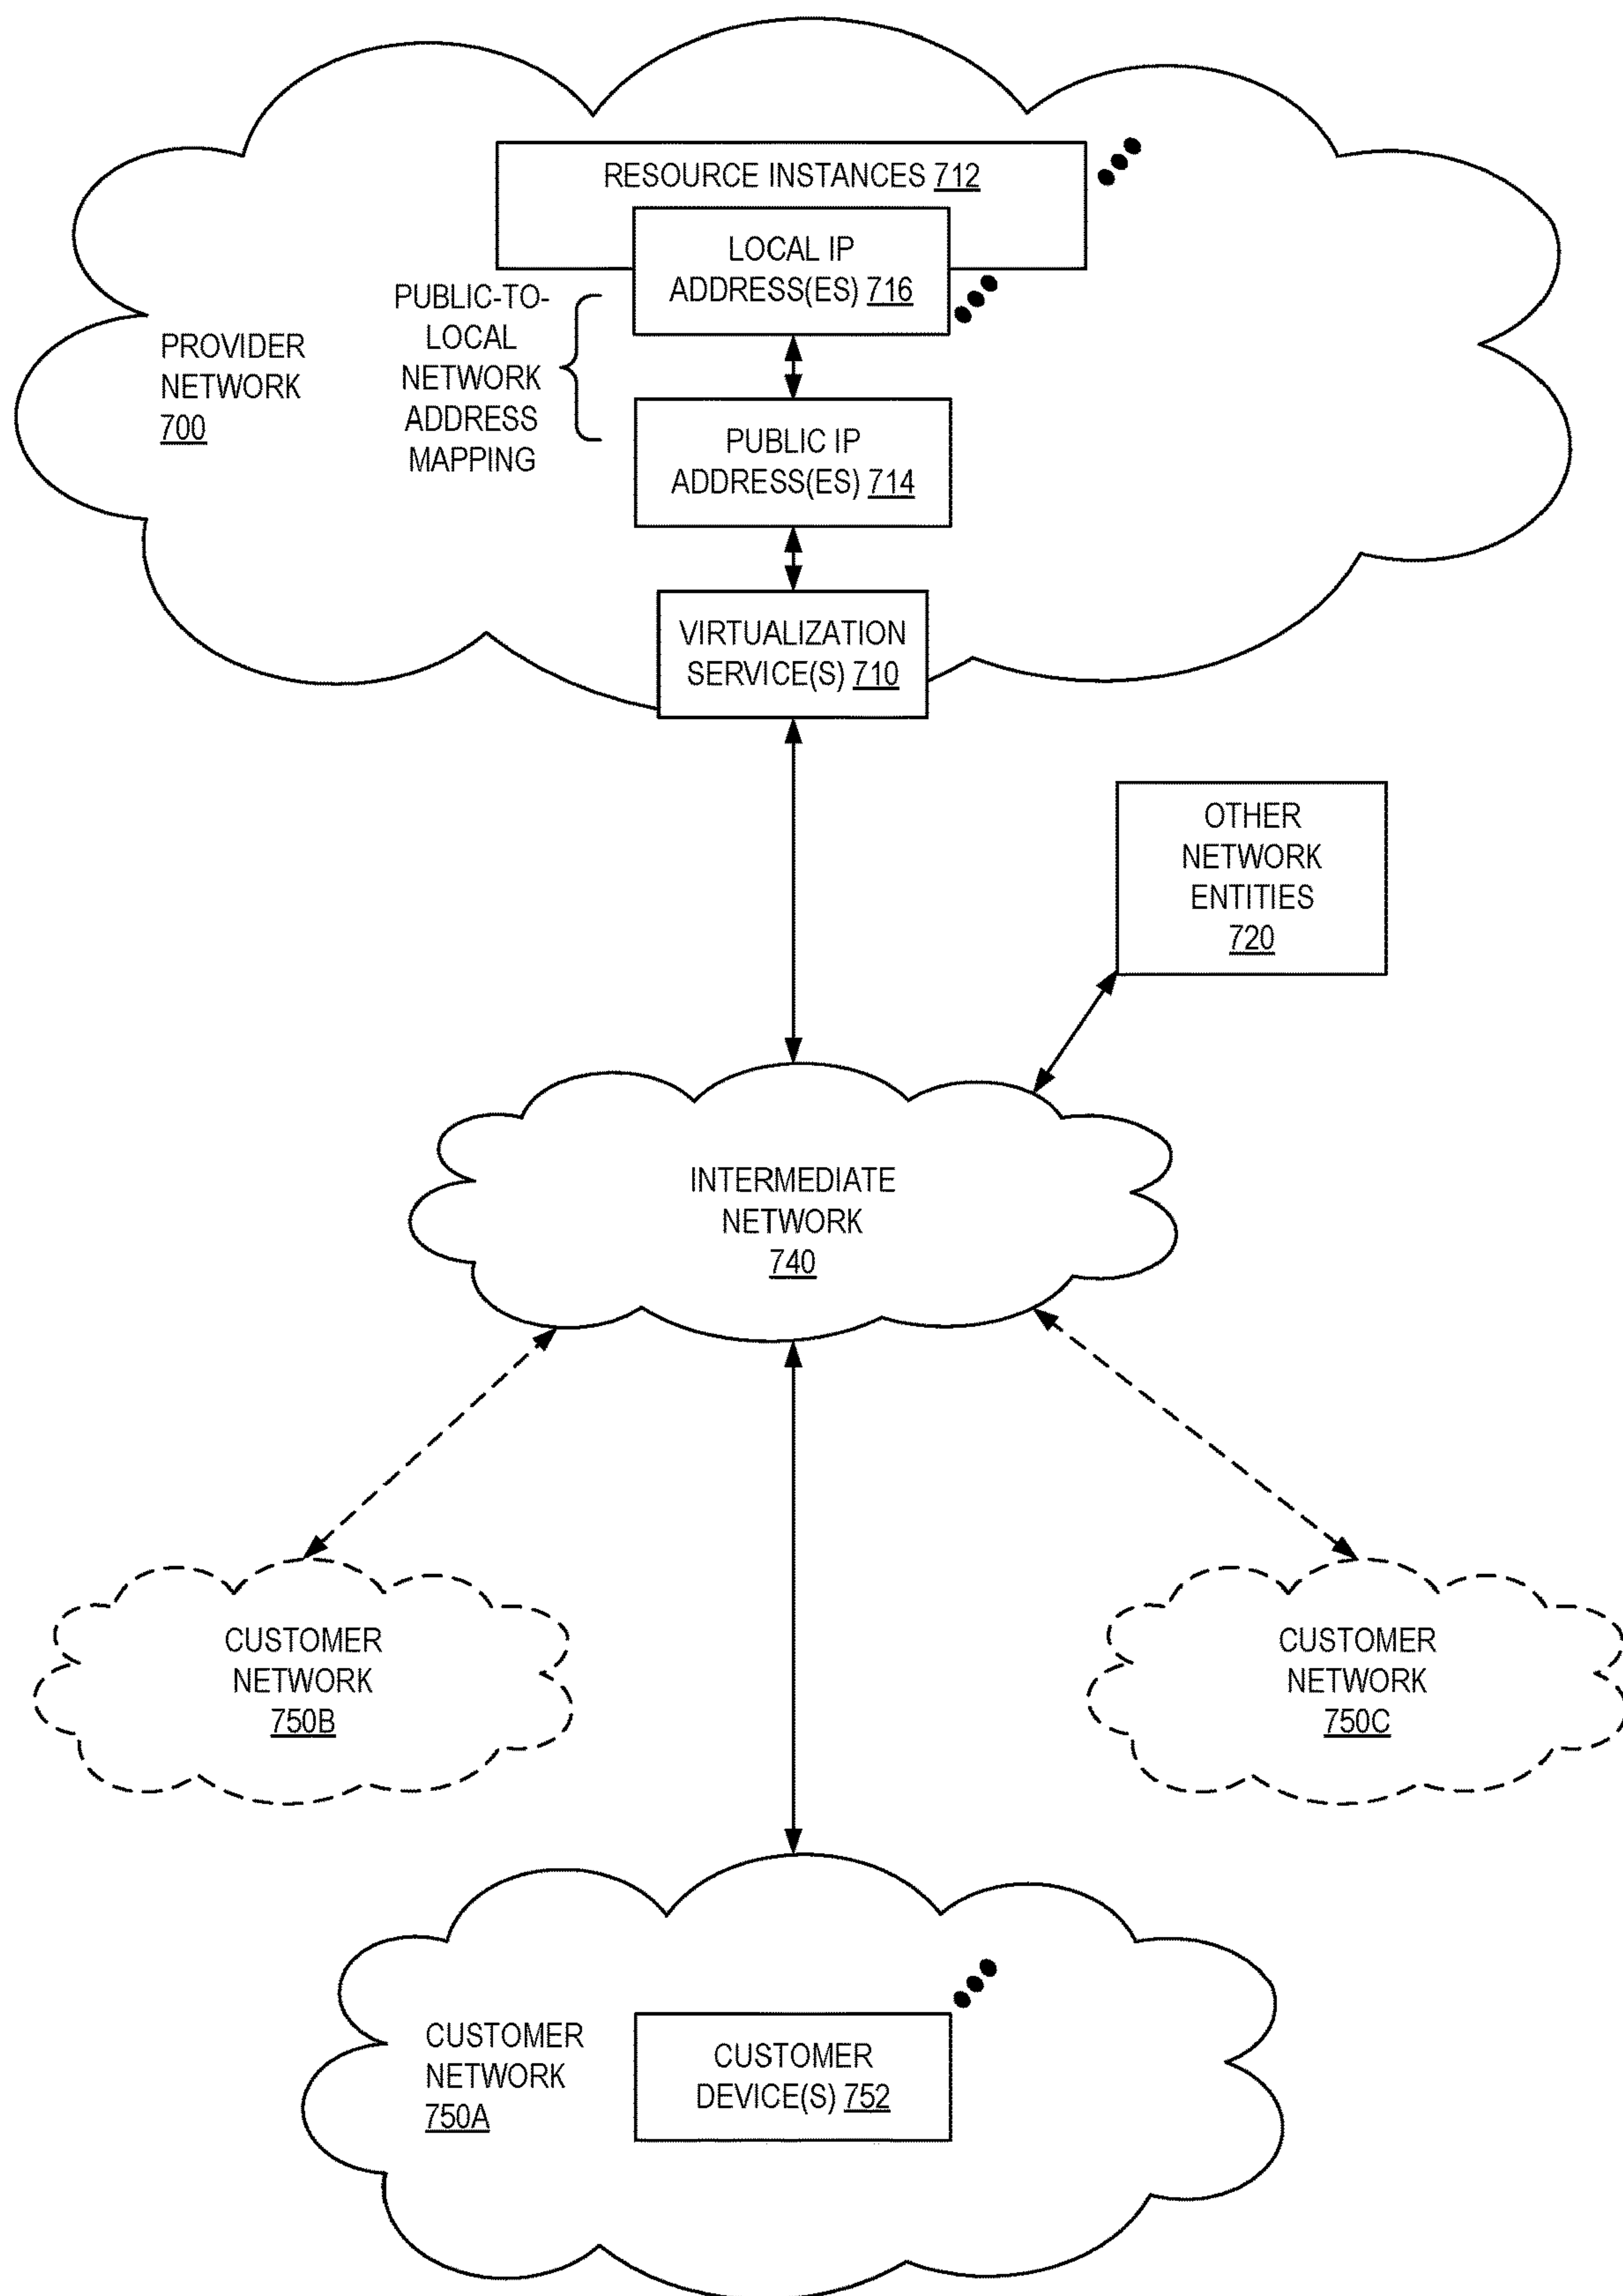 RESOURCE INSTANCES 712
LOCAL IP
ADDRESS(ES) 716
PUBLIC-TO-
LOCAL
NETWORK
ADDRESS
MAPPING
PROVIDER
NETWORK
700
PUBLIC IP
ADDRESS(ES) 714
VIRTUALIZATION
SERVICE(S) 710
OTHER
NETWORK
ENTITIES
720
INTERMEDIATE
NETWORK
740
CUSTOMER
NETWORK
750B
CUSTOMER
NETWORK
750C
CUSTOMER
NETWORK
750A
CUSTOMER
DEVICE(S) 752